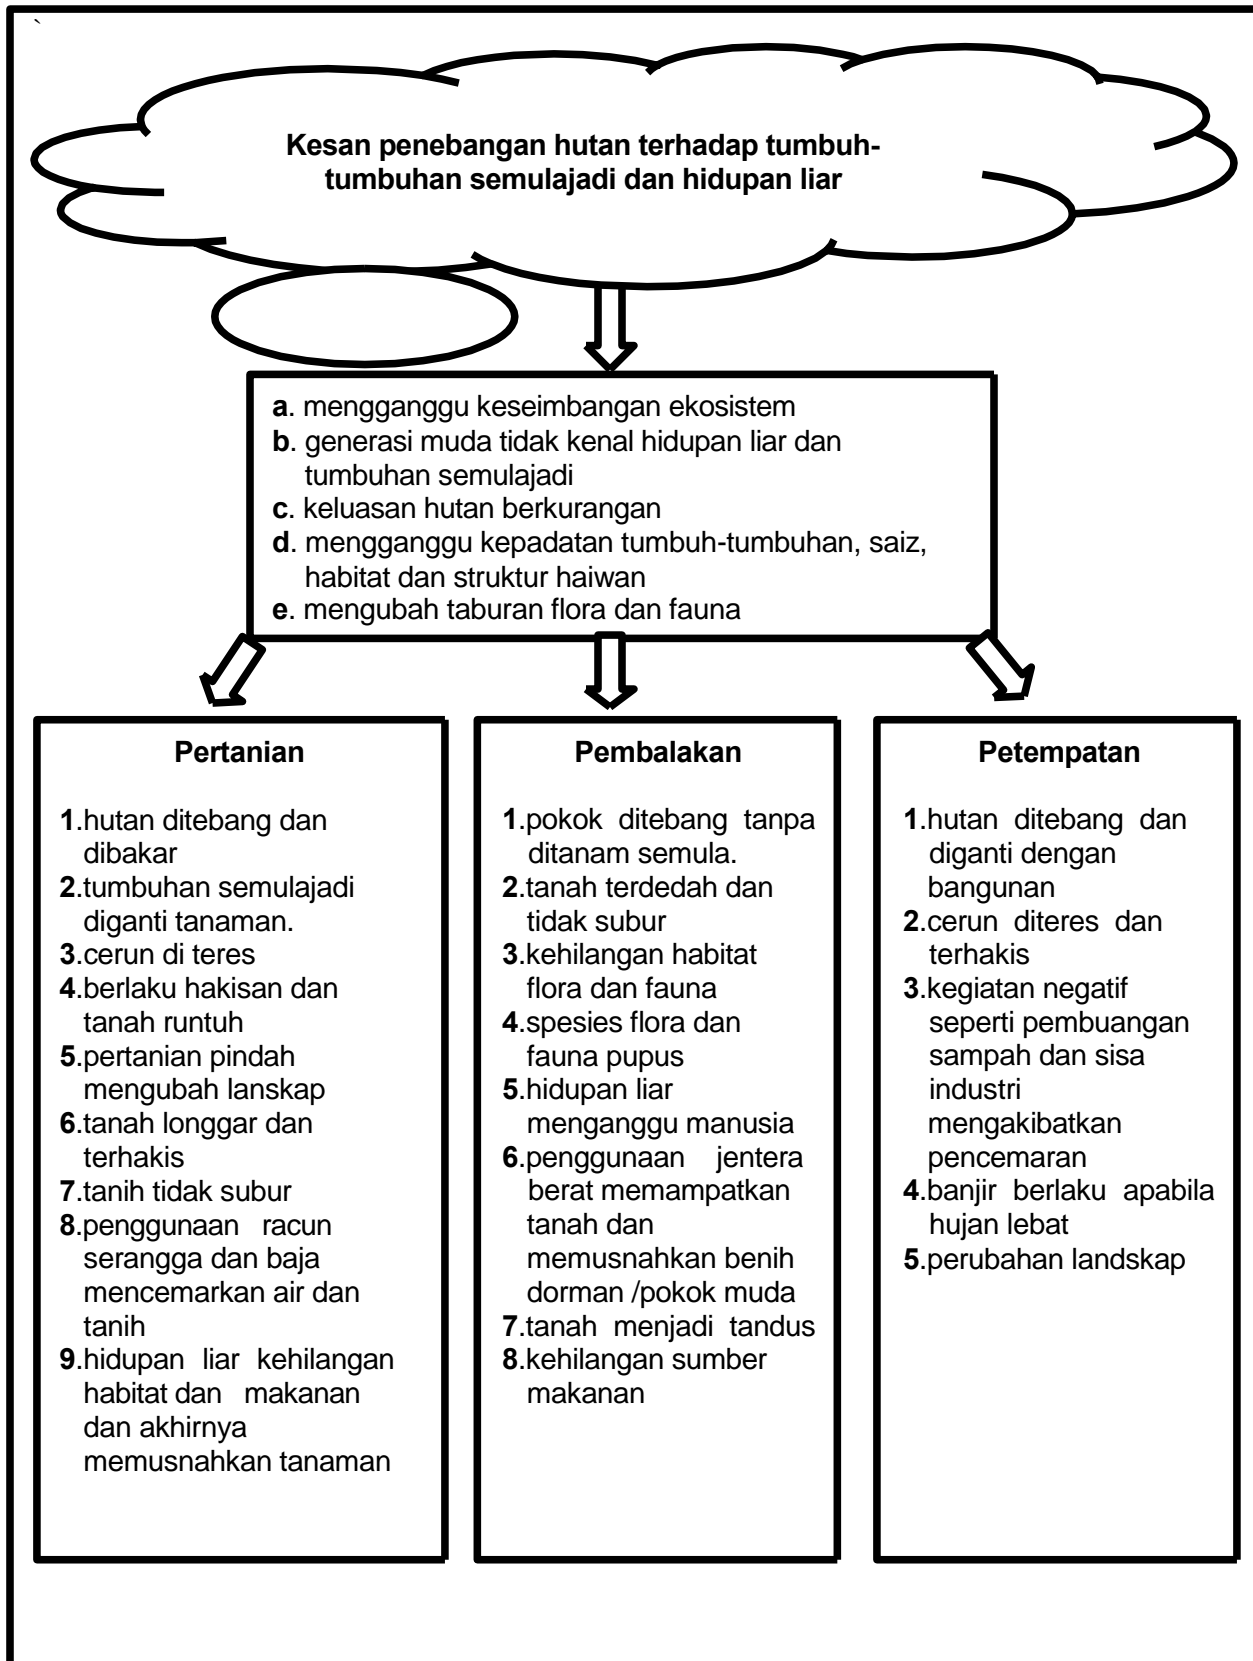 `
Kesan penebangan hutan terhadap tumbuh-
tumbuhan semulajadi dan hidupan liar
a. mengganggu keseimbangan ekosistem
b. generasi muda tidak kenal hidupan liar dan
tumbuhan semulajadi
c. keluasan hutan berkurangan
d. mengganggu kepadatan tumbuh-tumbuhan, saiz,
habitat dan struktur haiwan
e. mengubah taburan flora dan fauna
Pertanian
1.hutan ditebang dan
dibakar
2.tumbuhan semulajadi
diganti tanaman.
3.cerun di teres
4.berlaku hakisan dan
tanah runtuh
5.pertanian pindah
mengubah lanskap
6.tanah longgar dan
terhakis
7.tanih tidak subur
8.penggunaan racun
serangga dan baja
mencemarkan air dan
tanih
9.hidupan liar kehilangan
habitat dan makanan
dan akhirnya
memusnahkan tanaman
Pembalakan
1.pokok ditebang tanpa
ditanam semula.
2.tanah terdedah dan
tidak subur
3.kehilangan habitat
flora dan fauna
4.spesies flora dan
fauna pupus
5.hidupan liar
menganggu manusia
6.penggunaan jentera
berat memampatkan
tanah dan
memusnahkan benih
dorman /pokok muda
7.tanah menjadi tandus
8.kehilangan sumber
makanan
Petempatan
1.hutan ditebang dan
diganti dengan
bangunan
2.cerun diteres dan
terhakis
3.kegiatan negatif
seperti pembuangan
sampah dan sisa
industri
mengakibatkan
pencemaran
4.banjir berlaku apabila
hujan lebat
5.perubahan landskap